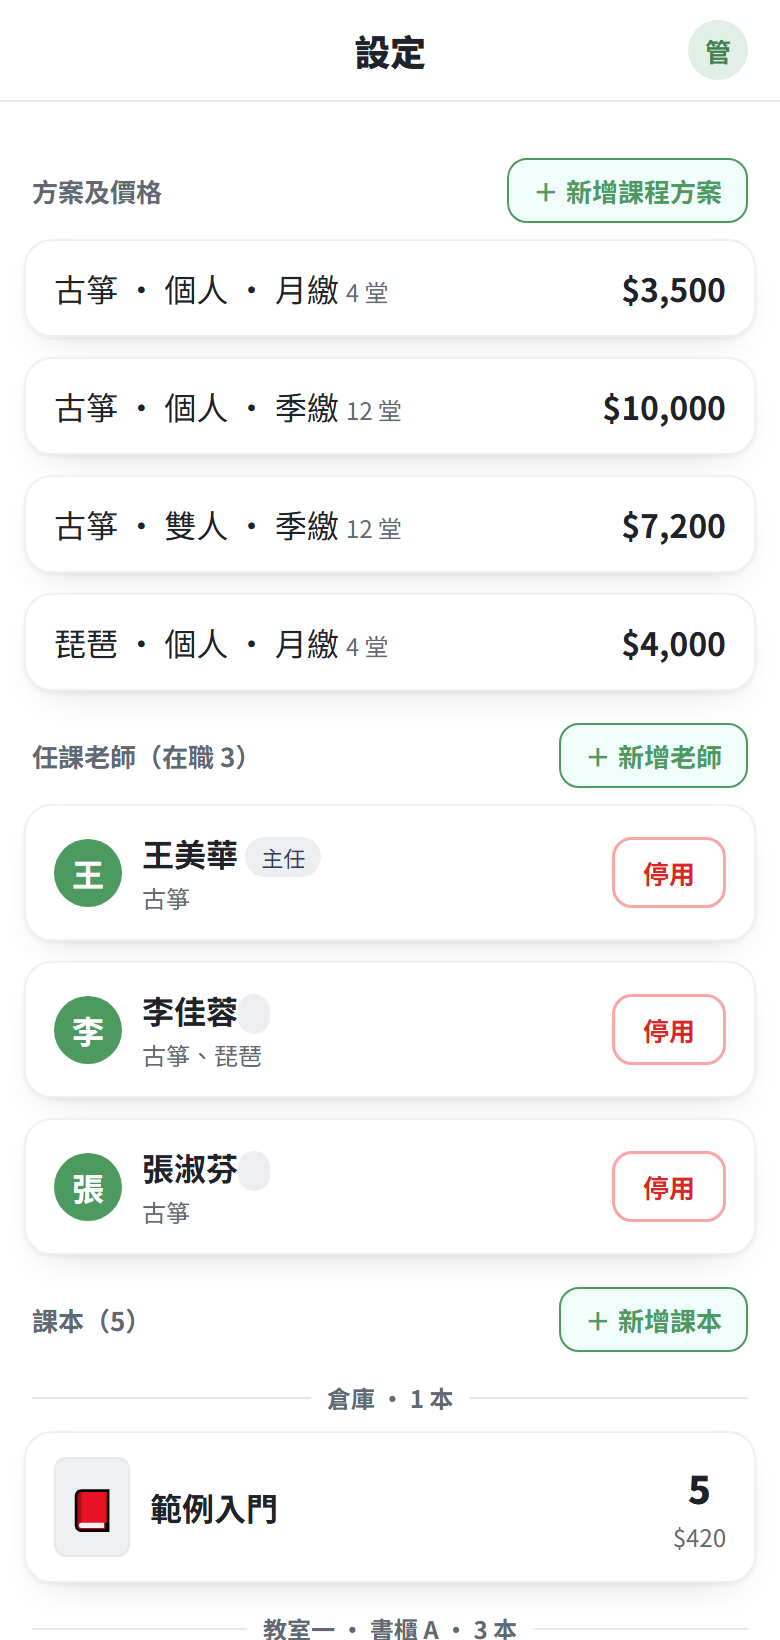 設定
管
方案及價格
＋ 新增課程方案
古箏 · 個人 · 月繳 4 堂
$3,500
古箏 · 個人 · 季繳 12 堂
$10,000
古箏 · 雙人 · 季繳 12 堂
$7,200
琵琶 · 個人 · 月繳 4 堂
$4,000
任課老師（在職 3）
＋ 新增老師
王
王美華 主任
古箏
停用
李
李佳蓉
古箏、琵琶
停用
張
張淑芬
古箏
停用
課本（5）
＋ 新增課本
倉庫 · 1 本
範例入門
5
$420
教室一 · 書櫃 A · 3 本